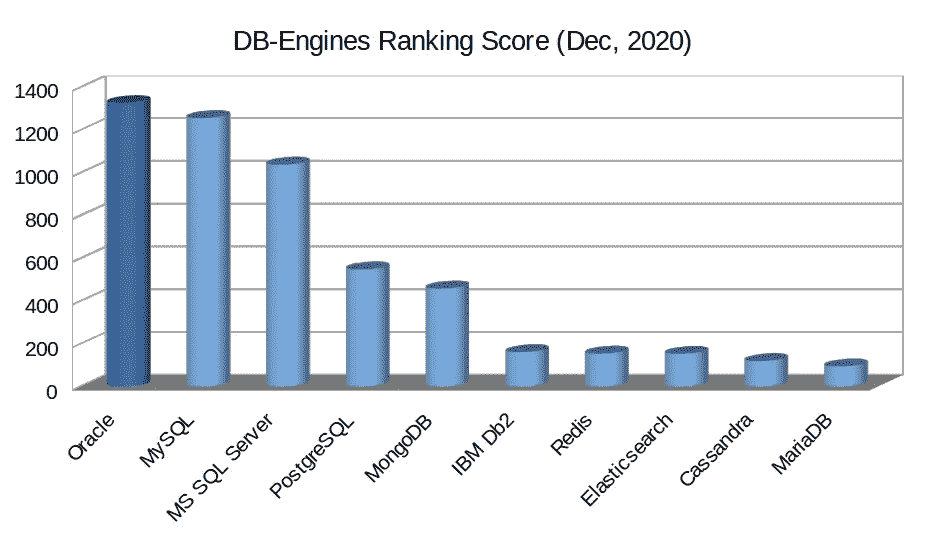 DB-Engines Ranking Score (Dec, 2020)
1400
1200
1000
800
600
400
200
0
Oracle
MySQL
MS SQL Server
PostgreSQL
MongoDB
IBM Db2
Redis
Elasticsearch
Cassandra
MariaDB